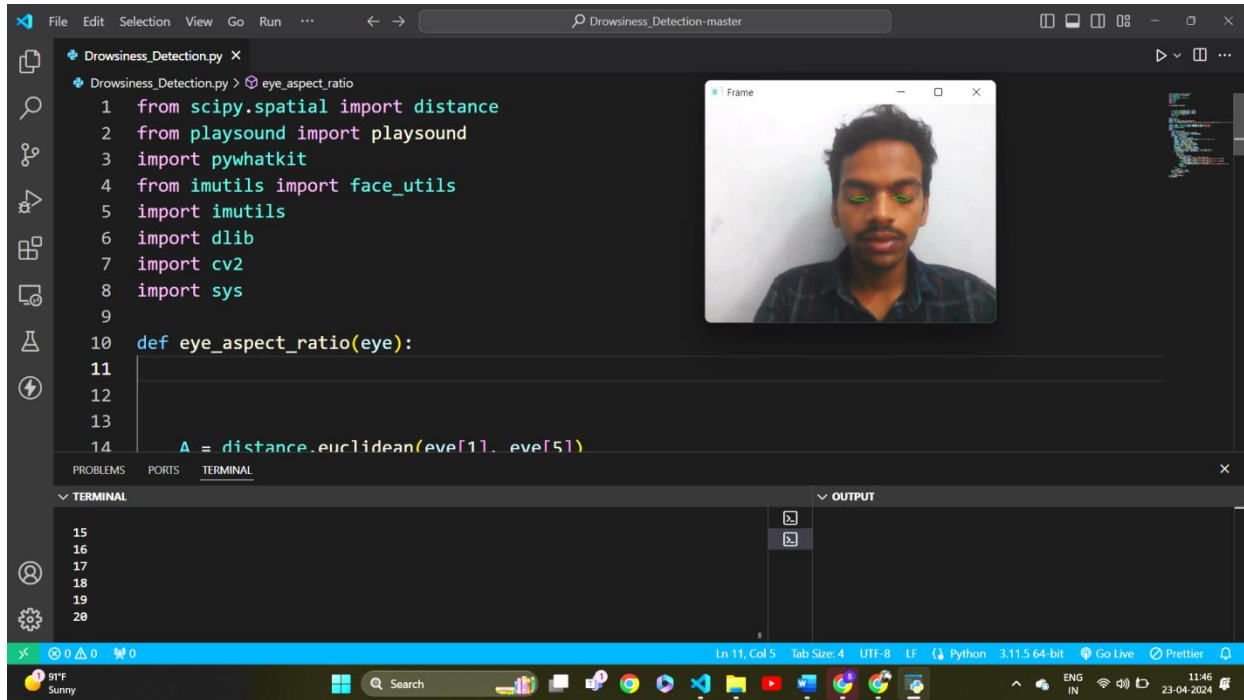 File Edit Selection View Go Run ··· Drowsiness_Detection-master
Drowsiness_Detection.py
Drowsiness_Detection.py > eye_aspect_ratio
1 from scipy.spatial import distance
2 from playsound import playsound
3 import pywhatkit
4 from imutils import face_utils
5 import imutils
6 import dlib
7 import cv2
8 import sys
9
10 def eye_aspect_ratio(eye):
11
12
13
14 A = distance.euclidean(eye[1], eye[5])
Frame
PROBLEMS PORTS TERMINAL
TERMINAL
15
16
17
18
19
20
OUTPUT
0 0 0 Ln 11, Col 5 Tab Size: 4 UTF-8 LF Python 3.11.5 64-bit Go Live Prettier
1 91°F
Sunny
Search
ENG
IN
11:46
23-04-2024